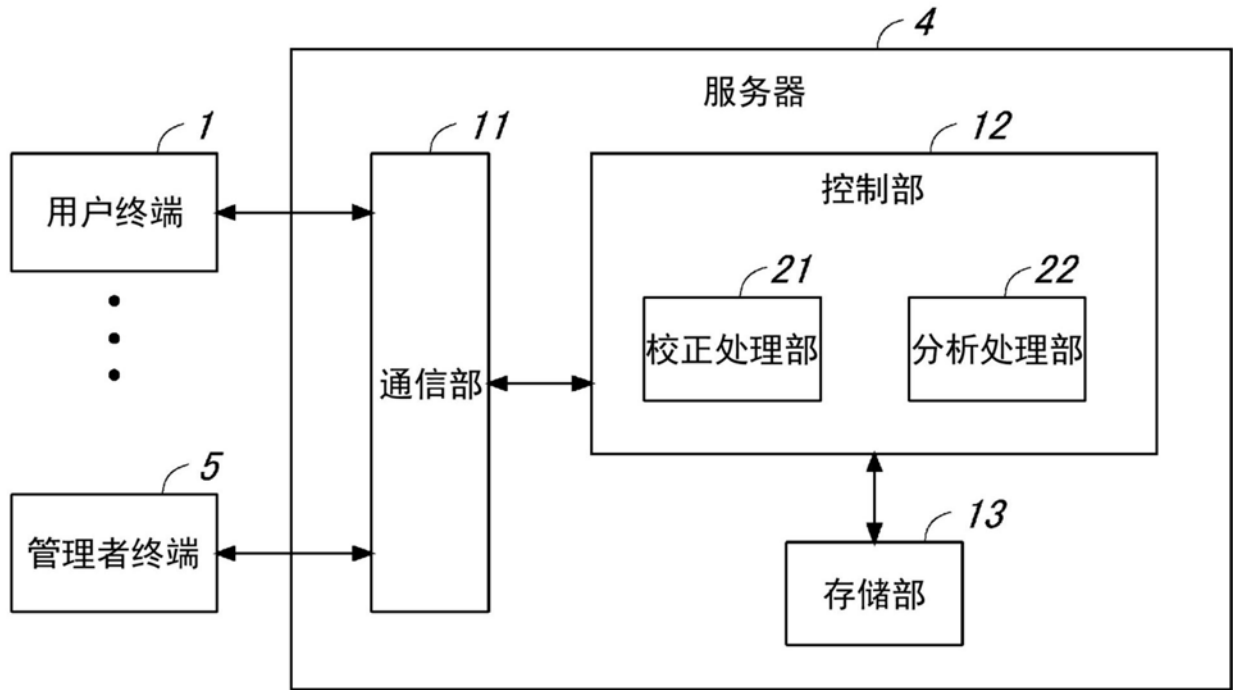 4
服务器
1
11
12
用户终端
控制部
21
22
校正处理部
分析处理部
通信部
5
管理者终端
13
存储部